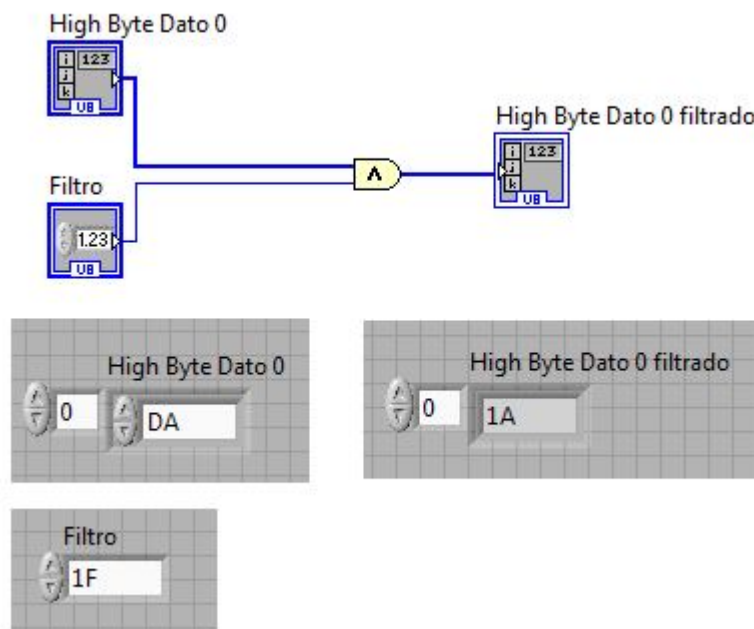 High Byte Dato 0
i
j
k
123
U8
High Byte Dato 0 filtrado
i
j
k
123
U8
Filtro
1.23
U8
Λ
High Byte Dato 0
0
DA
High Byte Dato 0 filtrado
0
1A
Filtro
1F